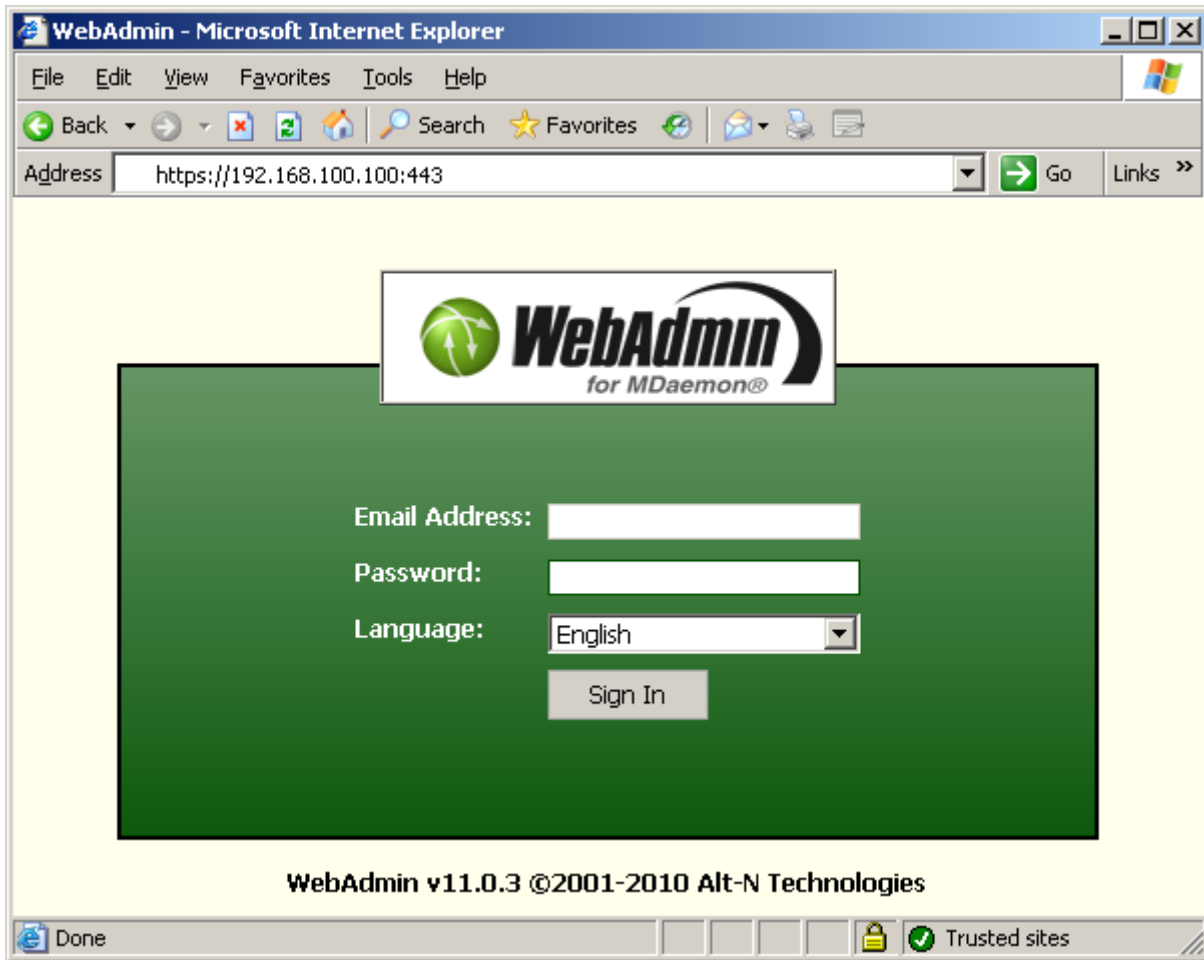 WebAdmin - Microsoft Internet Explorer
File Edit View Favorites Tools Help
Back Search Favorites
Address https://192.168.100.100:443 Go Links »
WebAdmin
for MDaemon®
Email Address:
Password:
Language: English
Sign In
WebAdmin v11.0.3 ©2001-2010 Alt-N Technologies
Done Trusted sites